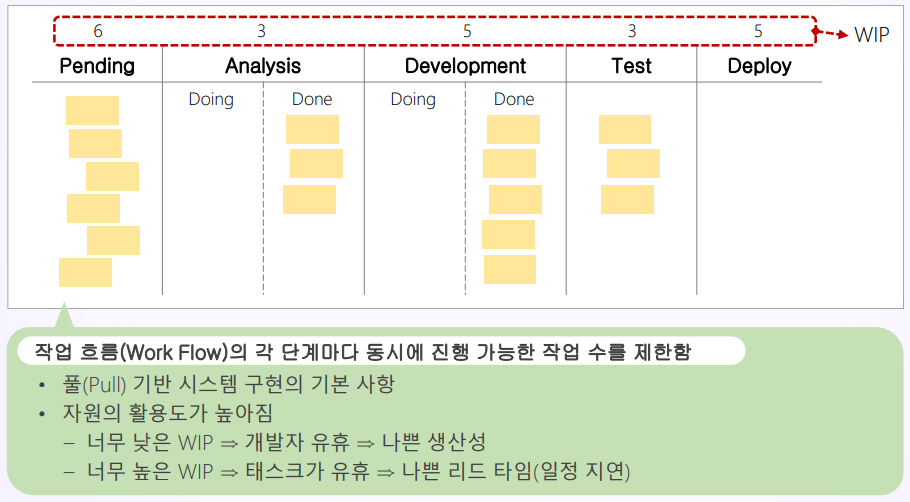 6 3 5 3 5 WIP
Pending Analysis Development Test Deploy
Doing Done Doing Done
작업 흐름(Work Flow)의 각 단계마다 동시에 진행 가능한 작업 수를 제한함
• 풀(Pull) 기반 시스템 구현의 기본 사항
• 자원의 활용도가 높아짐
– 너무 낮은 WIP ⇒ 개발자 유휴 ⇒ 나쁜 생산성
– 너무 높은 WIP ⇒ 태스크가 유휴 ⇒ 나쁜 리드 타임(일정 지연)